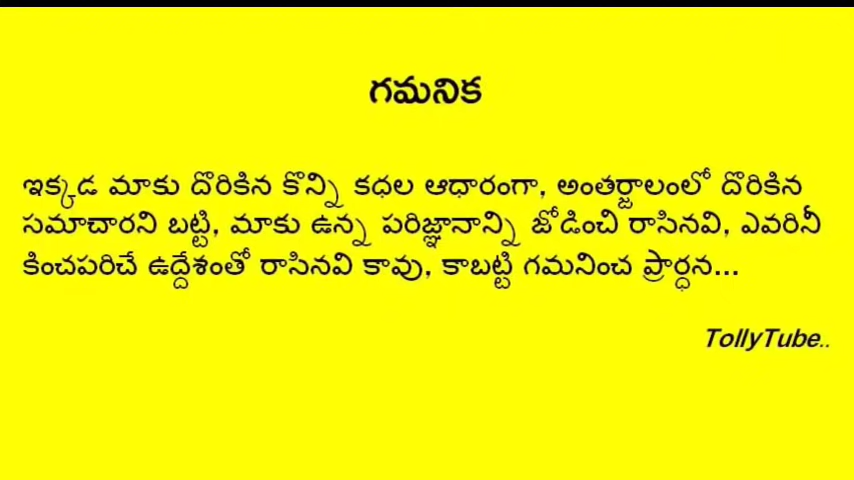 గమనిక
ఇక్కడ మాకు దొరికిన కొన్ని కధల ఆధారంగా, అంతర్జాలంలో దొరికిన
సమాచారని బట్టి, మాకు ఉన్న పరిజ్ఞానాన్ని జోడించి రాసినవి, ఎవరినీ
కించపరిచే ఉద్దేశంతో రాసినవి కావు, కాబట్టి గమనించ ప్రార్ధన...
TollyTube..